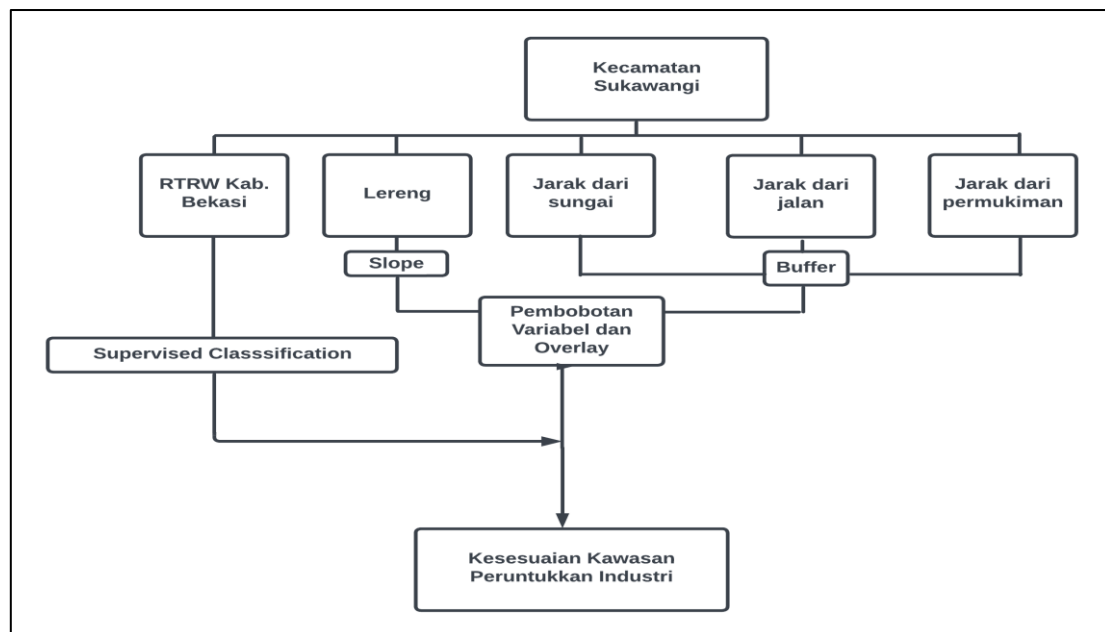 Kecamatan
Sukawangi
RTRW Kab.
Bekasi
Lereng
Jarak dari
sungai
Jarak dari
jalan
Jarak dari
permukiman
Slope
Buffer
Pembobotan
Variabel dan
Overlay
Supervised Classsification
Kesesuaian Kawasan
Peruntukkan Industri